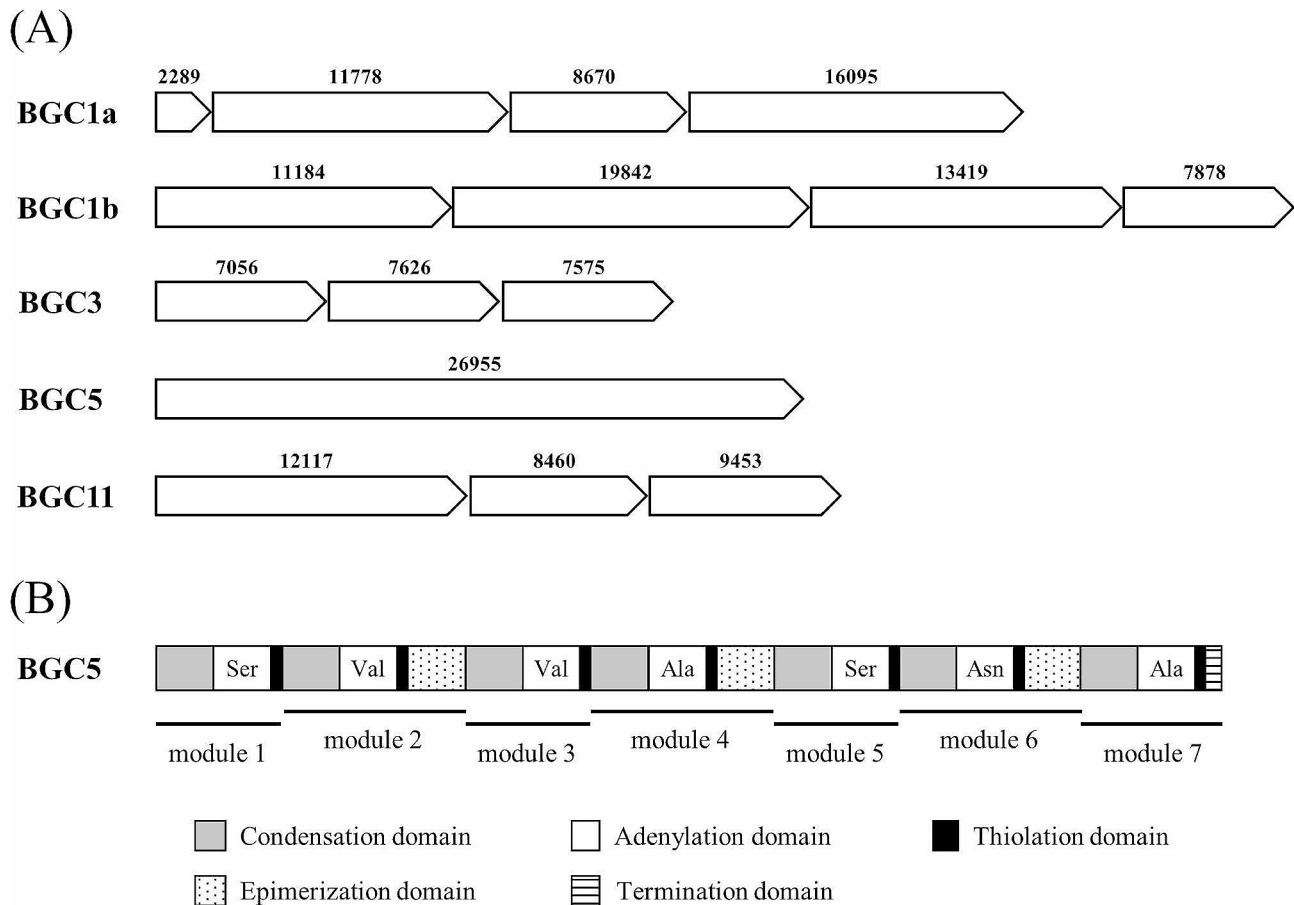 (A)
2289 11778 8670 16095
BGC1a
11184 19842 13419 7878
BGC1b
7056 7626 7575
BGC3
26955
BGC5
12117 8460 9453
BGC11
(B)
BGC5 Ser Val Val Ala Ser Asn Ala
module 1 module 2 module 3 module 4 module 5 module 6 module 7
Condensation domain Adenylation domain Thiolation domain
Epimerization domain Termination domain